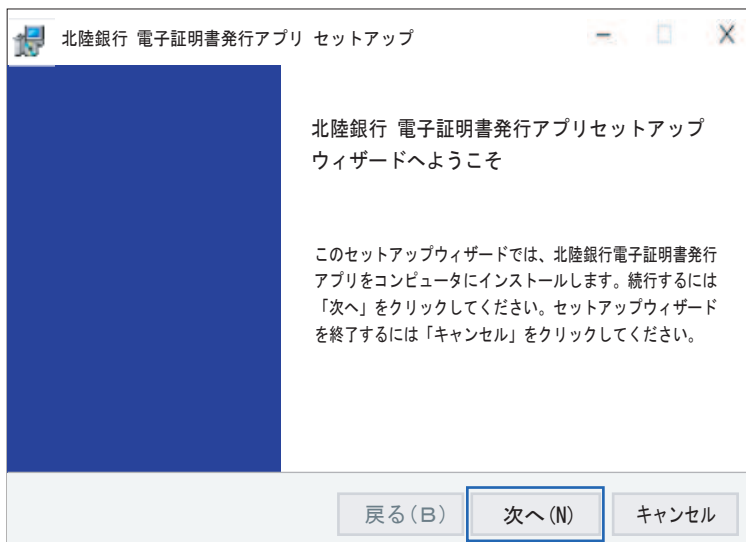 北陸銀行 電子証明書発行アプリ セットアップ
北陸銀行 電子証明書発行アプリセットアップ
ウィザードへようこそ
このセットアップウィザードでは、北陸銀行電子証明書発行
アプリをコンピュータにインストールします。続行するには
「次へ」をクリックしてください。セットアップウィザード
を終了するには「キャンセル」をクリックしてください。
戻る(B) 次へ(N) キャンセル